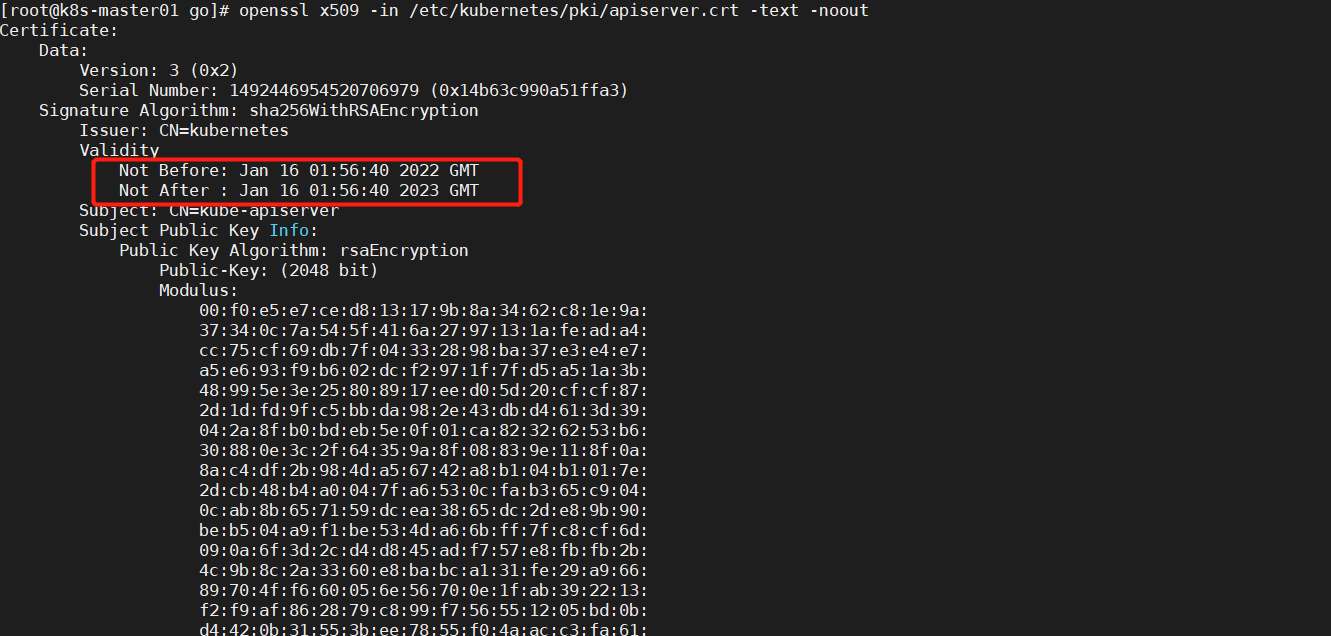 [root@k8s-master01 go]# openssl x509 -in /etc/kubernetes/pki/apiserver.crt -text -noout
Certificate:
    Data:
        Version: 3 (0x2)
        Serial Number: 1492446954520706979 (0x14b63c990a51ffa3)
    Signature Algorithm: sha256WithRSAEncryption
        Issuer: CN=kubernetes
        Validity
            Not Before: Jan 16 01:56:40 2022 GMT
            Not After : Jan 16 01:56:40 2023 GMT
        Subject: CN=kube-apiserver
        Subject Public Key Info:
            Public Key Algorithm: rsaEncryption
                Public-Key: (2048 bit)
                Modulus:
                    00:f0:e5:e7:ce:d8:13:17:9b:8a:34:62:c8:1e:9a:
                    37:34:0c:7a:54:5f:41:6a:27:97:13:1a:fe:ad:a4:
                    cc:75:cf:69:db:7f:04:33:28:98:ba:37:e3:e4:e7:
                    a5:e6:93:f9:b6:02:dc:f2:97:1f:7f:d5:a5:1a:3b:
                    48:99:5e:3e:25:80:89:17:ee:d0:5d:20:cf:cf:87:
                    2d:1d:fd:9f:c5:bb:da:98:2e:43:db:d4:61:3d:39:
                    04:2a:8f:b0:bd:eb:5e:0f:01:ca:82:32:62:53:b6:
                    30:88:0e:3c:2f:64:35:9a:8f:08:83:9e:11:8f:0a:
                    8a:c4:df:2b:98:4d:a5:67:42:a8:b1:04:b1:01:7e:
                    2d:cb:48:b4:a0:04:7f:a6:53:0c:fa:b3:65:c9:04:
                    0c:ab:8b:65:71:59:dc:ea:38:65:dc:2d:e8:9b:90:
                    be:b5:04:a9:f1:be:53:4d:a6:6b:ff:7f:c8:cf:6d:
                    09:0a:6f:3d:2c:d4:d8:45:ad:f7:57:e8:fb:fb:2b:
                    4c:9b:8c:2a:33:60:e8:ba:bc:a1:31:fe:29:a9:66:
                    89:70:4f:f6:60:05:6e:56:70:0e:1f:ab:39:22:13:
                    f2:f9:af:86:28:79:c8:99:f7:56:55:12:05:bd:0b:
                    d4:42:0b:31:55:3b:ee:78:55:f0:4a:ac:c3:fa:61: